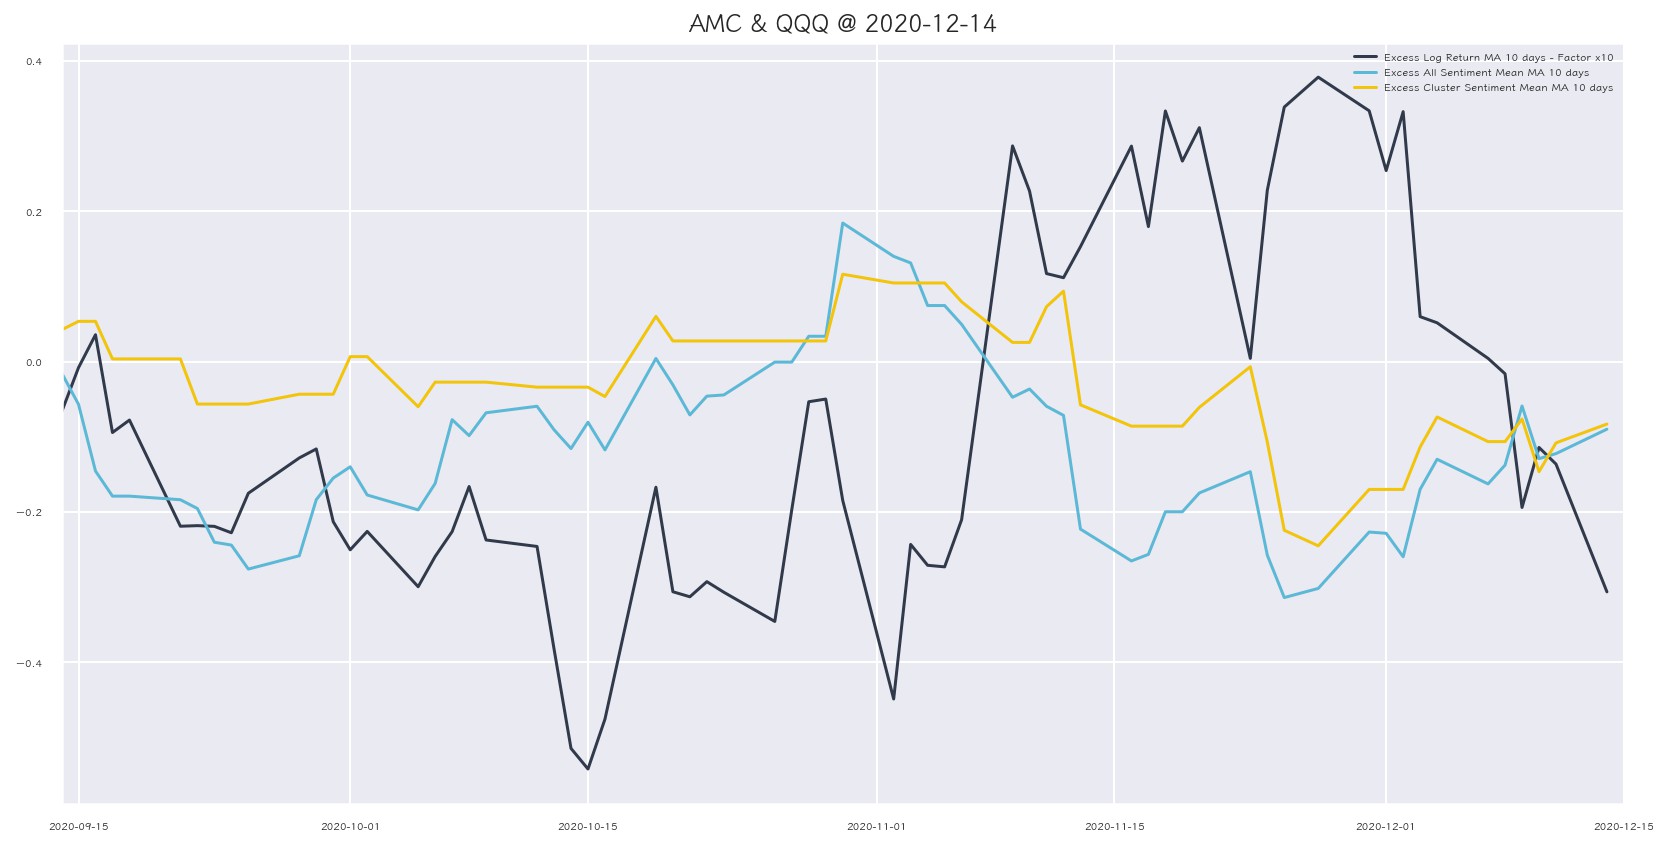 AMC & QQQ @ 2020-12-14
Excess Log Return MA 10 days - Factor x10
Excess All Sentiment Mean MA 10 days
Excess Cluster Sentiment Mean MA 10 days
0.4
0.2
0.0
−0.2
−0.4
2020-09-15 2020-10-01 2020-10-15 2020-11-01 2020-11-15 2020-12-01 2020-12-15